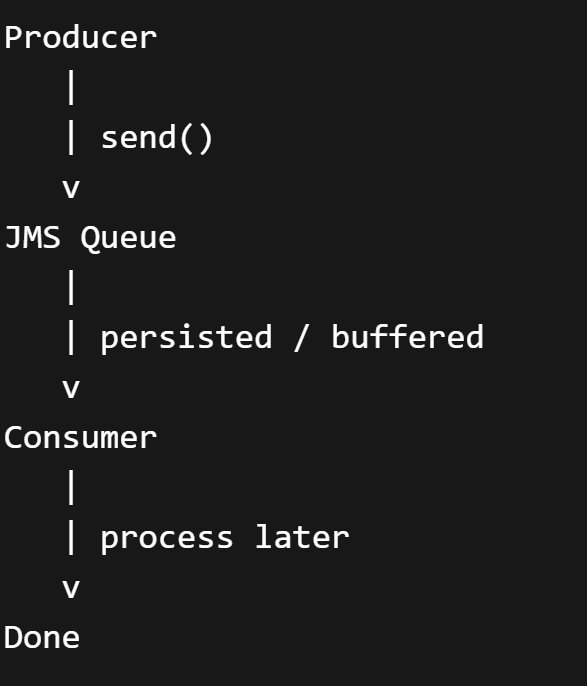 Producer
|
| send()
v
JMS Queue
|
| persisted / buffered
v
Consumer
|
| process later
v
Done